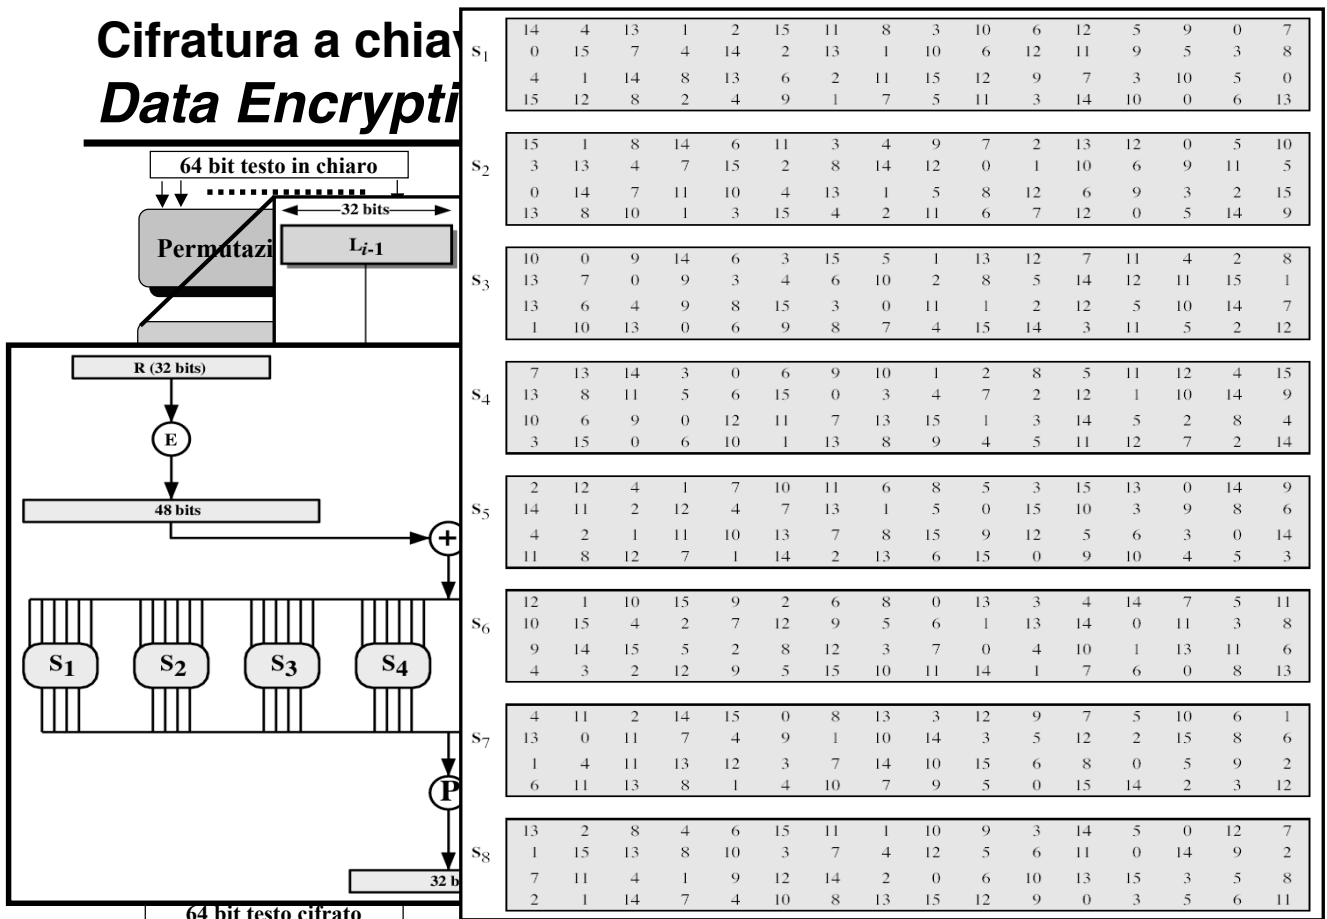 Cifratura a chiav
Data Encrypti
64 bit testo in chiaro
Permutazi
32 bits
Li-1
R (32 bits)
E
48 bits
+
S1 S2 S3 S4
P
32 b
64 bit testo cifrato
S1
14 4 13 1 2 15 11 8 3 10 6 12 5 9 0 7
0 15 7 4 14 2 13 1 10 6 12 11 9 5 3 8
4 1 14 8 13 6 2 11 15 12 9 7 3 10 5 0
15 12 8 2 4 9 1 7 5 11 3 14 10 0 6 13
S2
15 1 8 14 6 11 3 4 9 7 2 13 12 0 5 10
3 13 4 7 15 2 8 14 12 0 1 10 6 9 11 5
0 14 7 11 10 4 13 1 5 8 12 6 9 3 2 15
13 8 10 1 3 15 4 2 11 6 7 12 0 5 14 9
S3
10 0 9 14 6 3 15 5 1 13 12 7 11 4 2 8
13 7 0 9 3 4 6 10 2 8 5 14 12 11 15 1
13 6 4 9 8 15 3 0 11 1 2 12 5 10 14 7
1 10 13 0 6 9 8 7 4 15 14 3 11 5 2 12
S4
7 13 14 3 0 6 9 10 1 2 8 5 11 12 4 15
13 8 11 5 6 15 0 3 4 7 2 12 1 10 14 9
10 6 9 0 12 11 7 13 15 1 3 14 5 2 8 4
3 15 0 6 10 1 13 8 9 4 5 11 12 7 2 14
S5
2 12 4 1 7 10 11 6 8 5 3 15 13 0 14 9
14 11 2 12 4 7 13 1 5 0 15 10 3 9 8 6
4 2 1 11 10 13 7 8 15 9 12 5 6 3 0 14
11 8 12 7 1 14 2 13 6 15 0 9 10 4 5 3
S6
12 1 10 15 9 2 6 8 0 13 3 4 14 7 5 11
10 15 4 2 7 12 9 5 6 1 13 14 0 11 3 8
9 14 15 5 2 8 12 3 7 0 4 10 1 13 11 6
4 3 2 12 9 5 15 10 11 14 1 7 6 0 8 13
S7
4 11 2 14 15 0 8 13 3 12 9 7 5 10 6 1
13 0 11 7 4 9 1 10 14 3 5 12 2 15 8 6
1 4 11 13 12 3 7 14 10 15 6 8 0 5 9 2
6 11 13 8 1 4 10 7 9 5 0 15 14 2 3 12
S8
13 2 8 4 6 15 11 1 10 9 3 14 5 0 12 7
1 15 13 8 10 3 7 4 12 5 6 11 0 14 9 2
7 11 4 1 9 12 14 2 0 6 10 13 15 3 5 8
2 1 14 7 4 10 8 13 15 12 9 0 3 5 6 11